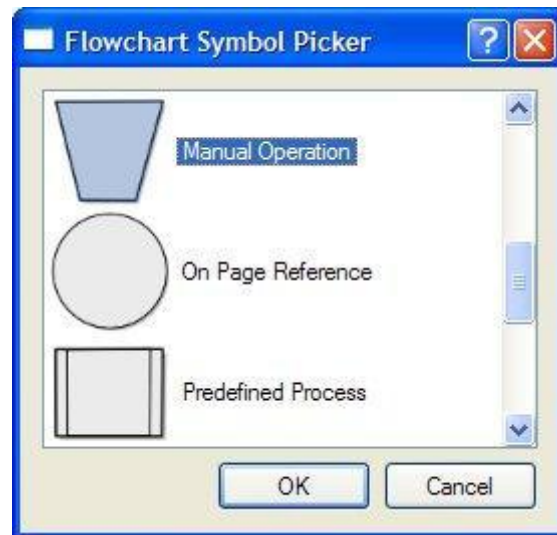 Flowchart Symbol Picker
Manual Operation
On Page Reference
Predefined Process
OK
Cancel